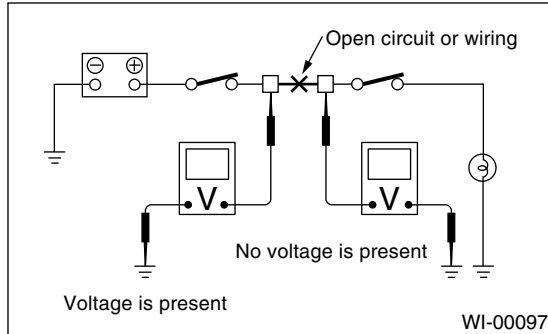 Open circuit or wiring
⊖ ⊕
V
V
No voltage is present
Voltage is present
WI-00097